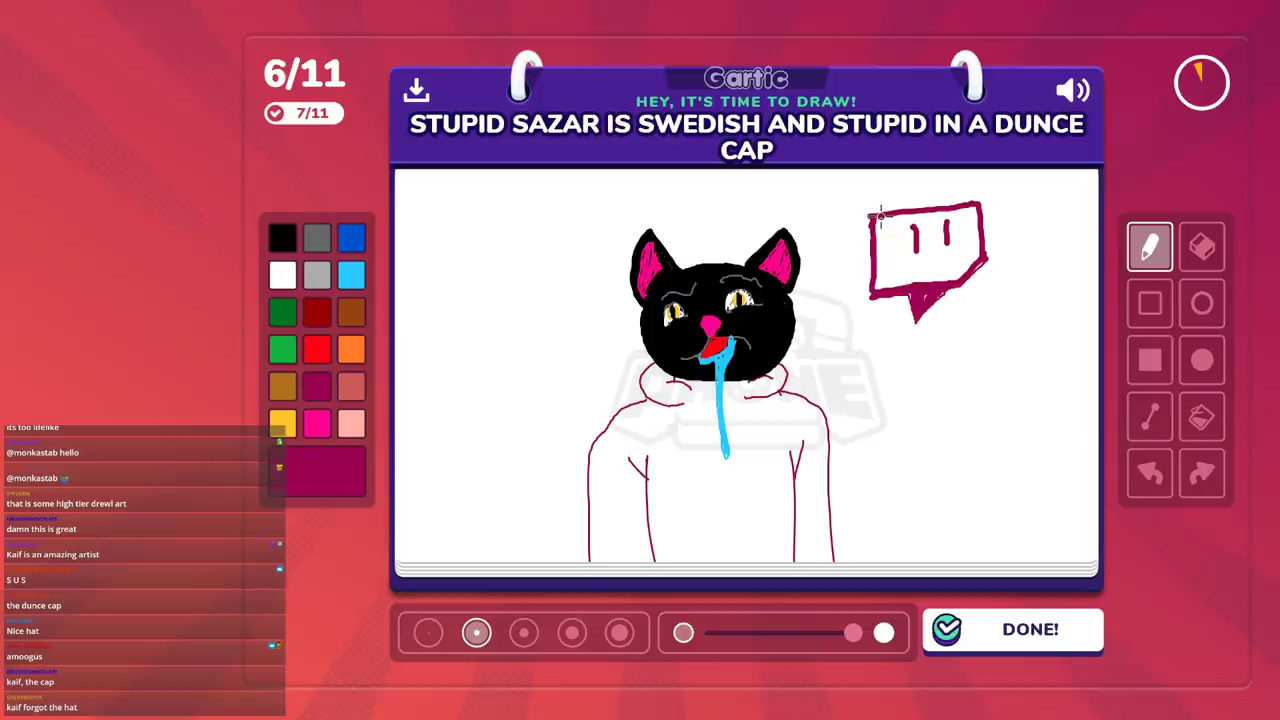 6/11
7/11
Gartic
HEY, IT'S TIME TO DRAW!
STUPID SAZAR IS SWEDISH AND STUPID IN A DUNCE
CAP
its too lifelike
@monkastab hello
@monkastab
that is some high tier drewl art
damn this is great
Kaif is an amazing artist
S U S
the dunce cap
Nice hat
amoogus
kaif, the cap
kaif forgot the hat
DONE!